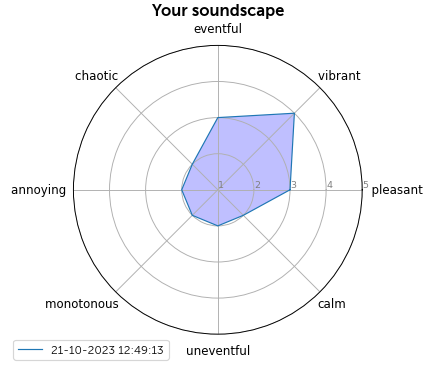 Your soundscape
eventful
chaotic
vibrant
annoying
1 2 3 4 5
pleasant
monotonous
calm
21-10-2023 12:49:13
uneventful